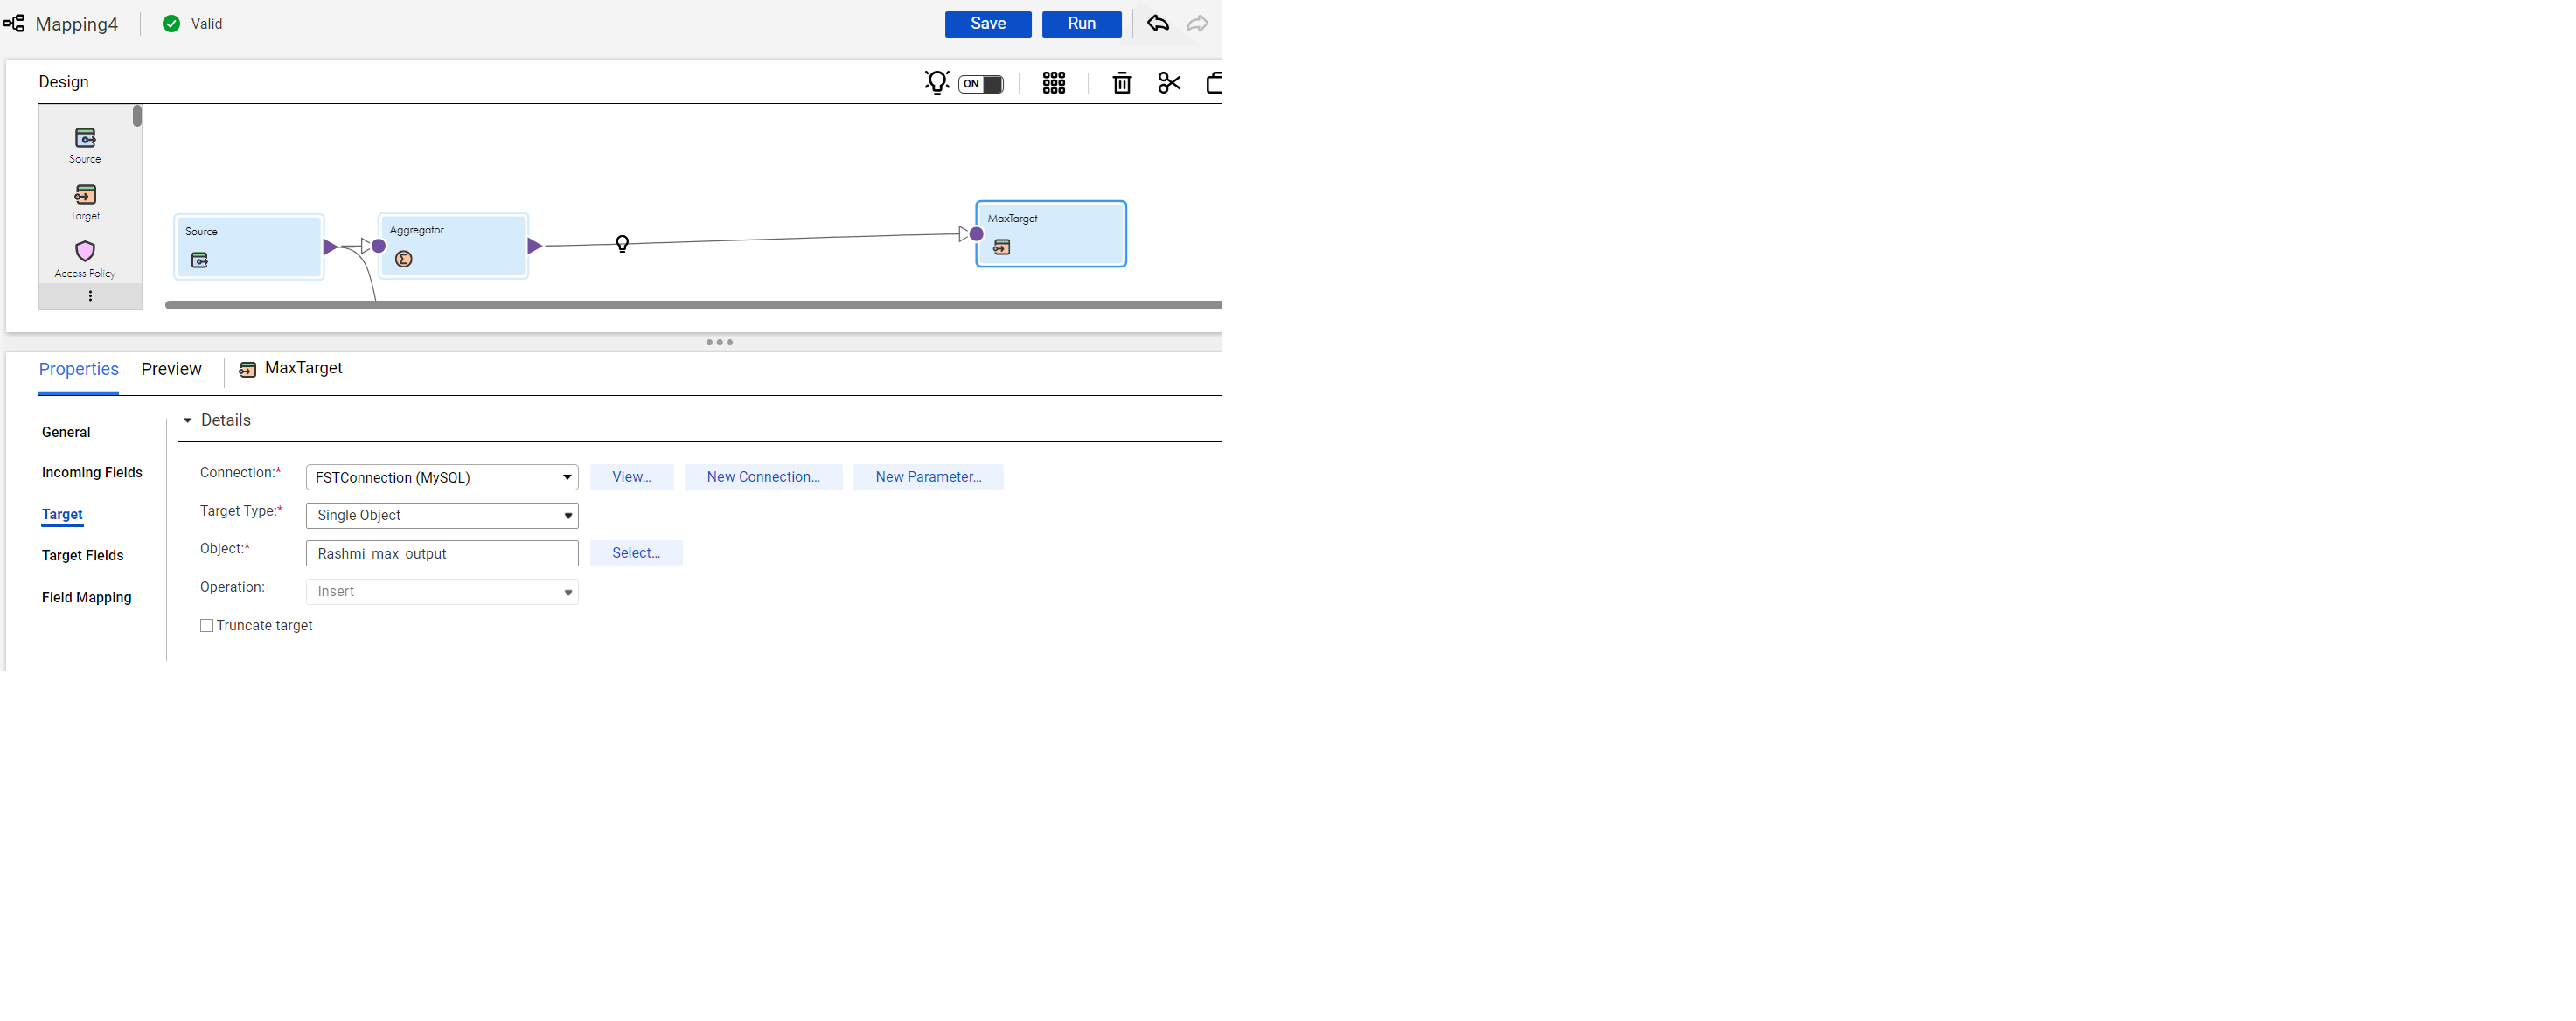 Mapping4
Valid
Save
Run
Design
ON
Source
Target
Access Policy
Source
Aggregator
MaxTarget
Properties
Preview
MaxTarget
General
Incoming Fields
Target
Target Fields
Field Mapping
Details
Connection:*
FSTConnection (MySQL)
View...
New Connection...
New Parameter...
Target Type:*
Single Object
Object:*
Rashmi_max_output
Select...
Operation:
Insert
Truncate target